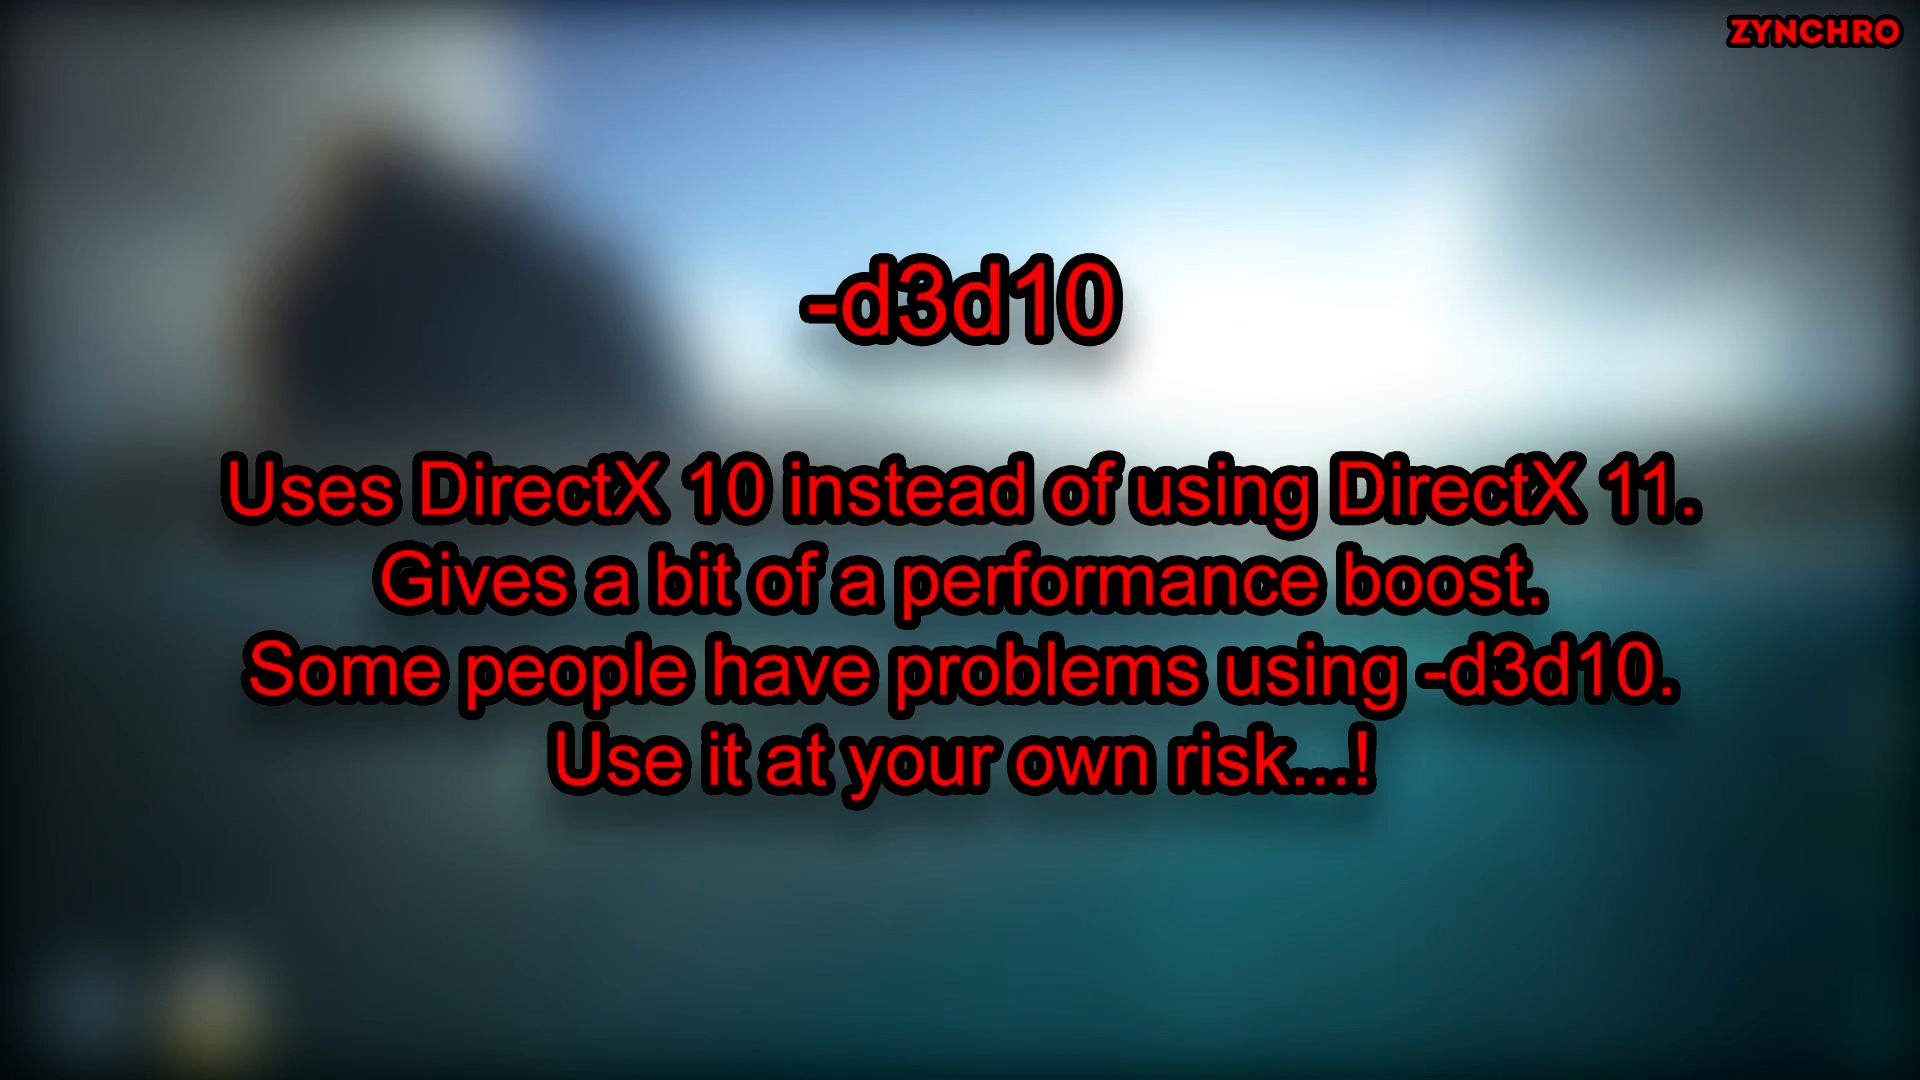 ZYNCHRO
-d3d10
Uses DirectX 10 instead of using DirectX 11.
Gives a bit of a performance boost.
Some people have problems using -d3d10.
Use it at your own risk...!